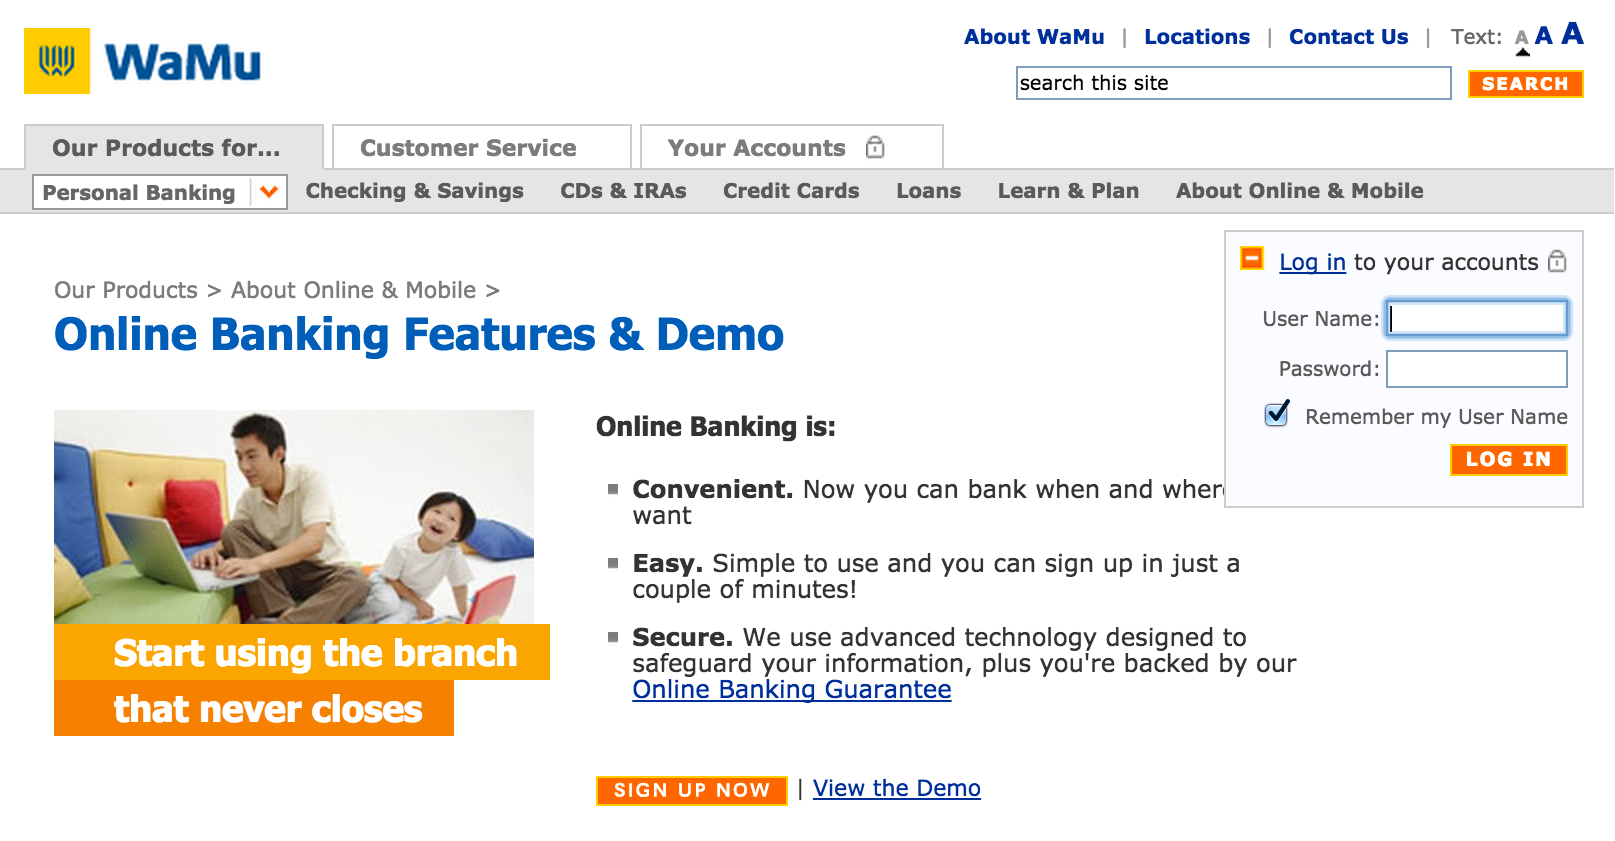 WaMu
About WaMu | Locations | Contact Us | Text: A A A
search this site SEARCH
Our Products for... Customer Service Your Accounts
Personal Banking Checking & Savings CDs & IRAs Credit Cards Loans Learn & Plan About Online & Mobile
Log in to your accounts
User Name:
Password:
Remember my User Name
LOG IN
Our Products > About Online & Mobile >
Online Banking Features & Demo
Start using the branch
that never closes
Online Banking is:
Convenient. Now you can bank when and where
want
Easy. Simple to use and you can sign up in just a
couple of minutes!
Secure. We use advanced technology designed to
safeguard your information, plus you're backed by our
Online Banking Guarantee
SIGN UP NOW | View the Demo